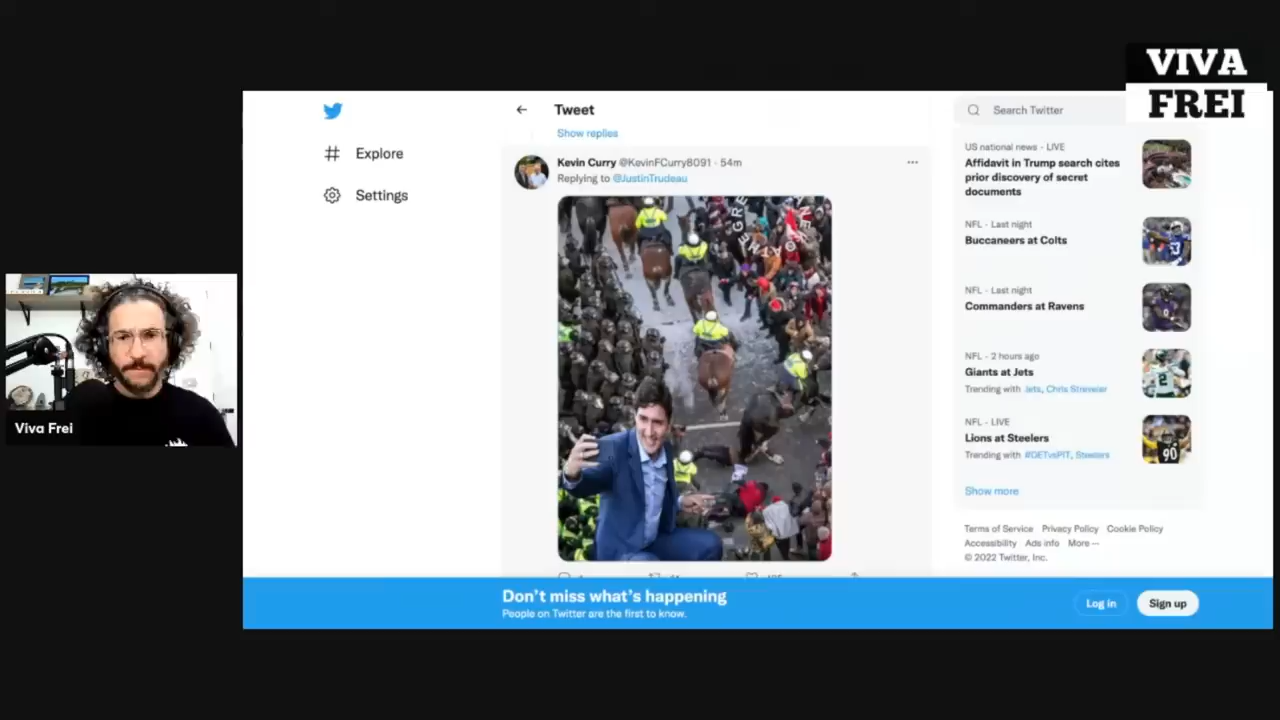 VIVA
FREI
Tweet
Search Twitter
Show replies
Explore
Settings
Kevin Curry @KevinFCurry8091 · 54m
Replying to @JustinTrudeau
US national news · LIVE
Affidavit in Trump search cites
prior discovery of secret
documents
NFL · Last night
Buccaneers at Colts
NFL · Last night
Commanders at Ravens
NFL · 2 hours ago
Giants at Jets
Trending with Jets, Chris Streveler
NFL · LIVE
Lions at Steelers
Trending with #DETvsPIT, Steelers
Show more
Terms of Service Privacy Policy Cookie Policy
Accessibility Ads info More ···
© 2022 Twitter, Inc.
Viva Frei
90
2
Don't miss what's happening
People on Twitter are the first to know.
Log in
Sign up